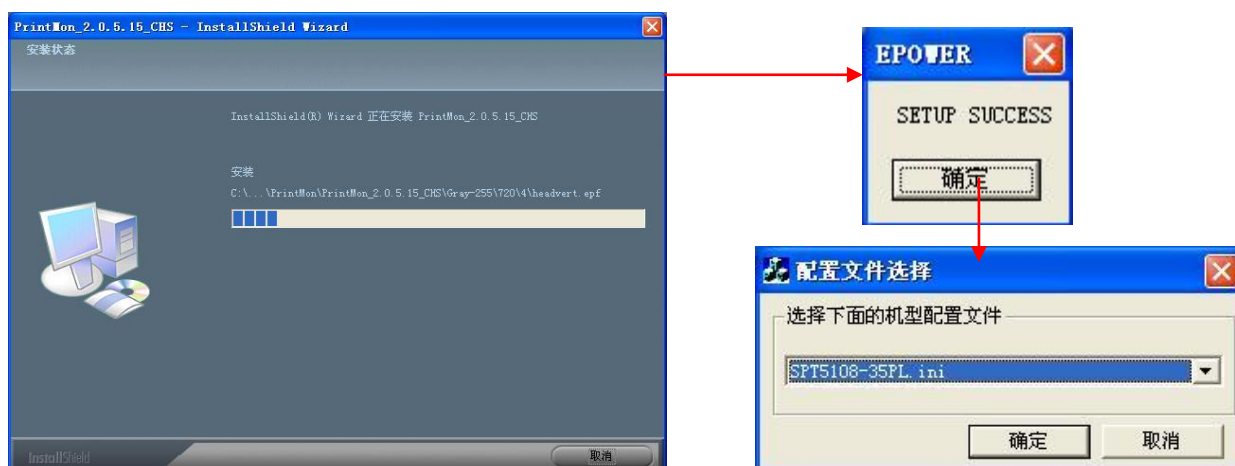 PrintMon_2.0.5.15_CHS - InstallShield Wizard
安装状态
InstallShield(R) Wizard 正在安装 PrintMon_2.0.5.15_CHS
安装
C:\...\PrintMon\PrintMon_2.0.5.15_CHS\Gray-255\720\4\headvert.epf
InstallShield
取消
EPOWER
SETUP SUCCESS
确定
配置文件选择
选择下面的机型配置文件
SPT5108-35PL.ini
确定
取消